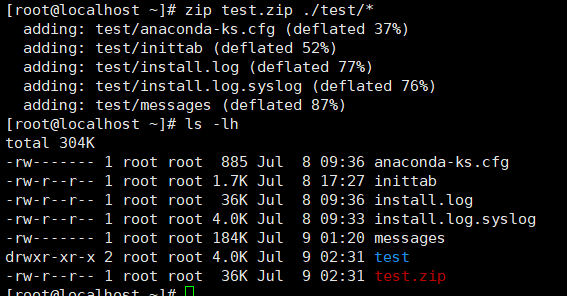 [root@localhost ~]# zip test.zip ./test/*
  adding: test/anaconda-ks.cfg (deflated 37%)
  adding: test/inittab (deflated 52%)
  adding: test/install.log (deflated 77%)
  adding: test/install.log.syslog (deflated 76%)
  adding: test/messages (deflated 87%)
[root@localhost ~]# ls -lh
total 304K
-rw------- 1 root root  885 Jul  8 09:36 anaconda-ks.cfg
-rw-r--r-- 1 root root 1.7K Jul  8 17:27 inittab
-rw-r--r-- 1 root root  36K Jul  8 09:36 install.log
-rw-r--r-- 1 root root 4.0K Jul  8 09:33 install.log.syslog
-rw------- 1 root root 184K Jul  9 01:20 messages
drwxr-xr-x 2 root root 4.0K Jul  9 02:31 test
-rw-r--r-- 1 root root  36K Jul  9 02:31 test.zip
[root@localhost ~]#